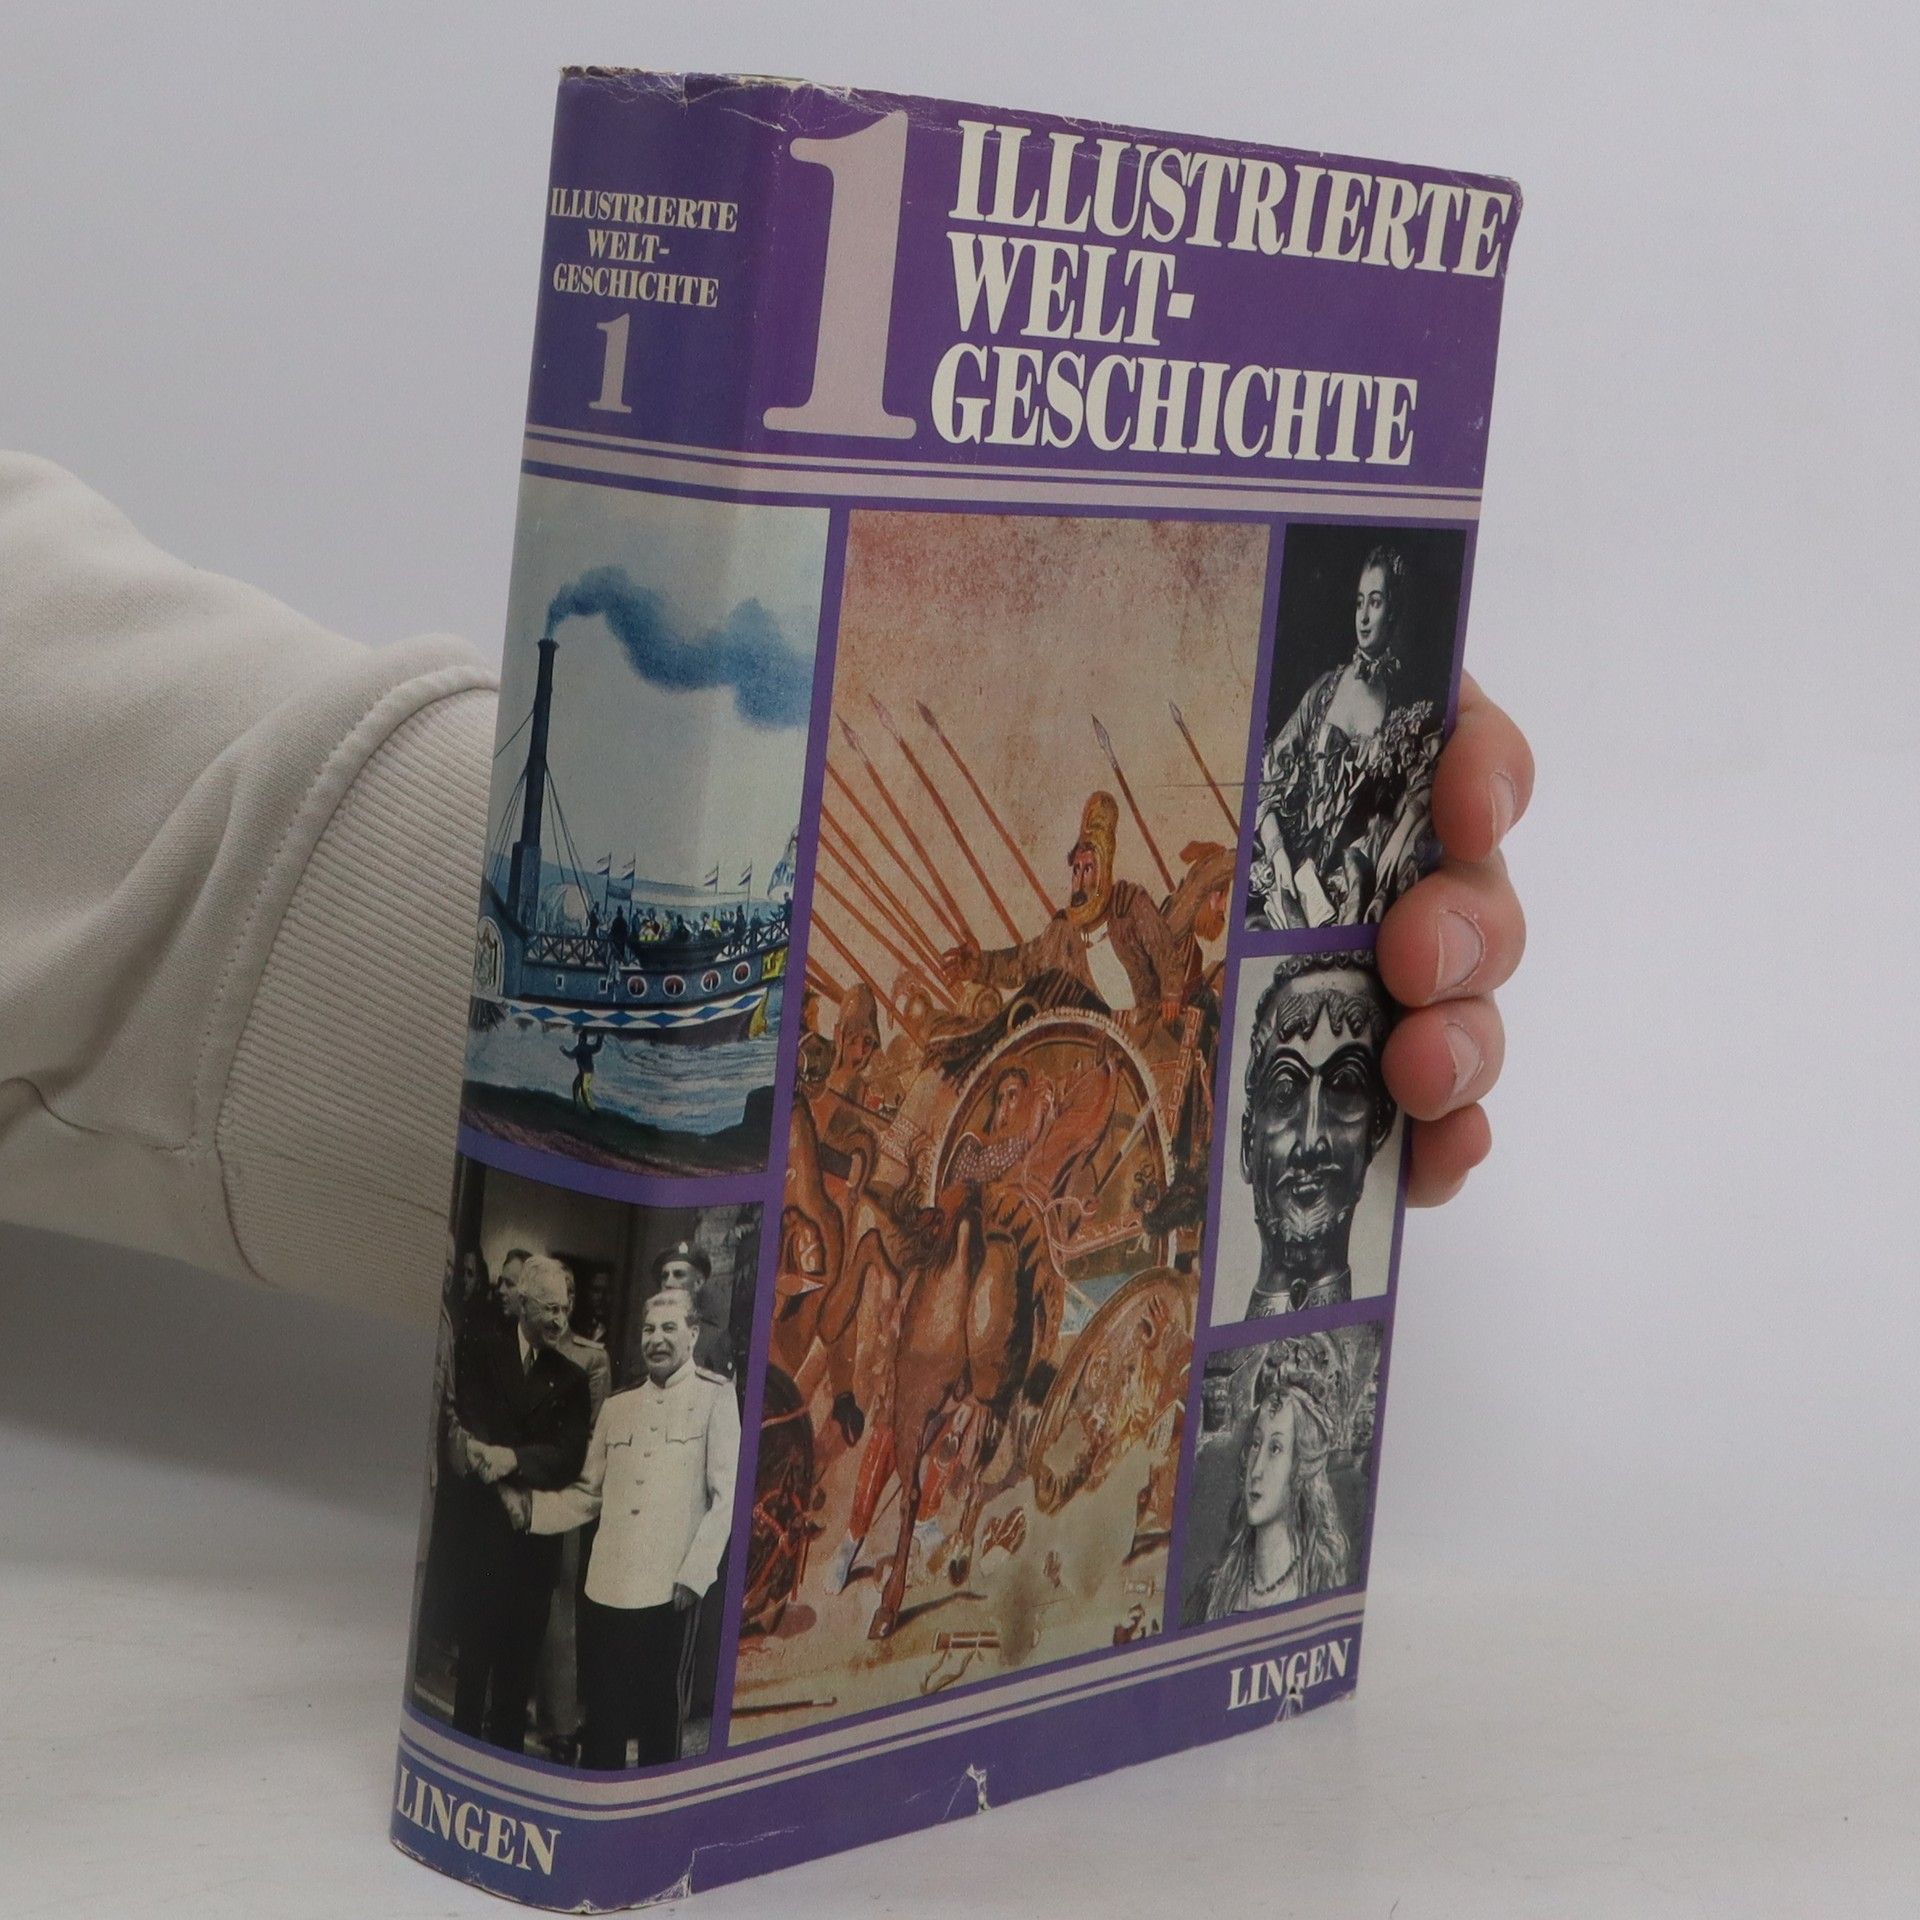 ILLUSTRIERTE
WELT-
GESCHICHTE
1
LINGEN
1
ILLUSTRIERTE
WELT-
GESCHICHTE
LINGEN